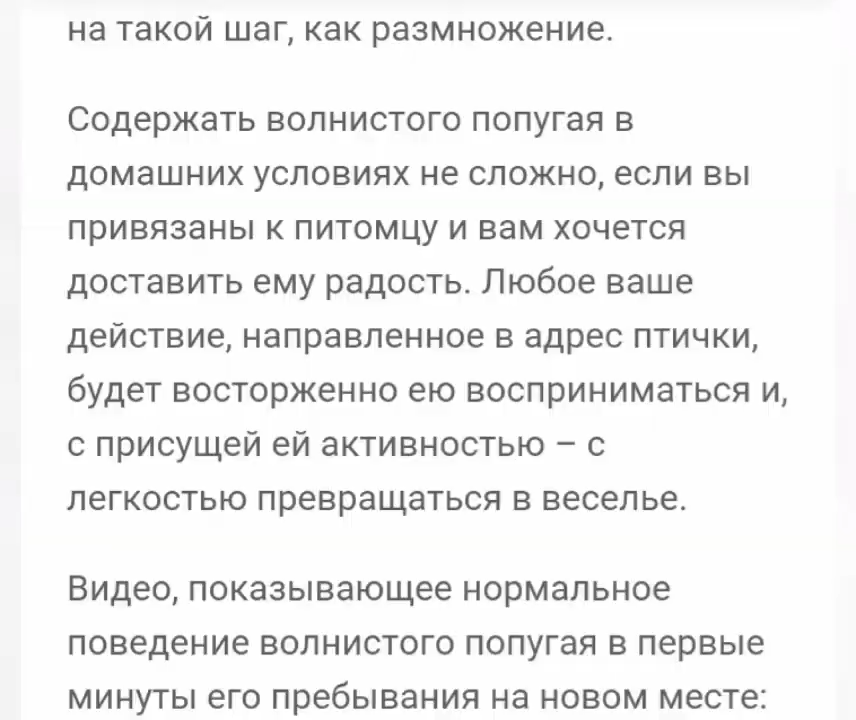 на такой шаг, как размножение.
Содержать волнистого попугая в
домашних условиях не сложно, если вы
привязаны к питомцу и вам хочется
доставить ему радость. Любое ваше
действие, направленное в адрес птички,
будет восторженно ею восприниматься и,
с присущей ей активностью – с
легкостью превращаться в веселье.
Видео, показывающее нормальное
поведение волнистого попугая в первые
минуты его пребывания на новом месте: